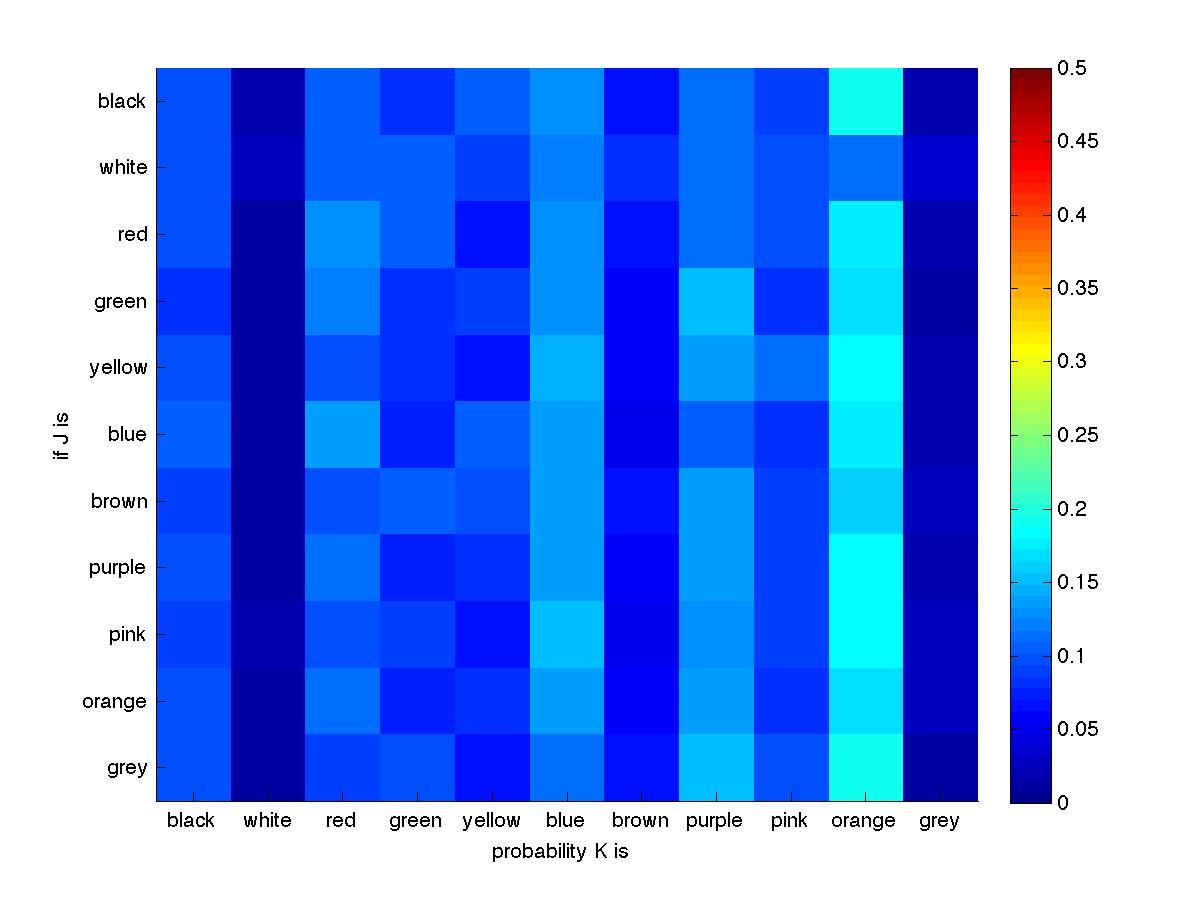 0.5
black
0.45
white
0.4
red
0.35
green
0.3
yellow
0.25
if J is
blue
0.2
brown
0.15
purple
0.1
pink
0.05
orange
grey
0
black white red green yellow blue brown purple pink orange grey
probability K is